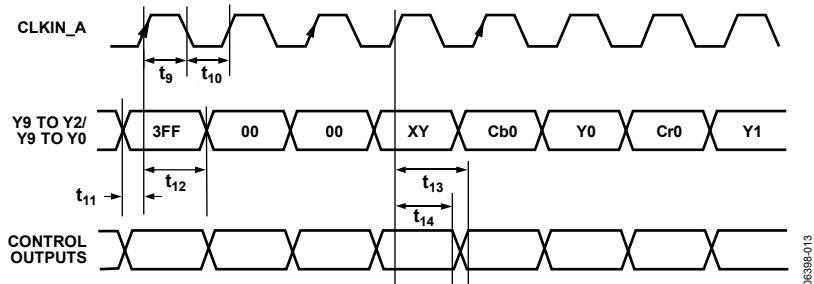 CLKIN_A
t9 t10
Y9 TO Y2/
Y9 TO Y0
3FF 00 00 XY Cb0 Y0 Cr0 Y1
t11
t12
t13
t14
CONTROL
OUTPUTS
06398-013